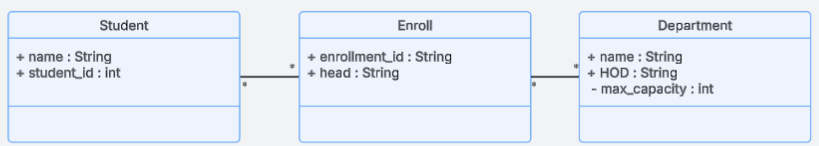 Student
+ name : String
+ student_id : int
*
*
Enroll
+ enrollment_id : String
+ head : String
*
*
Department
+ name : String
+ HOD : String
- max_capacity : int